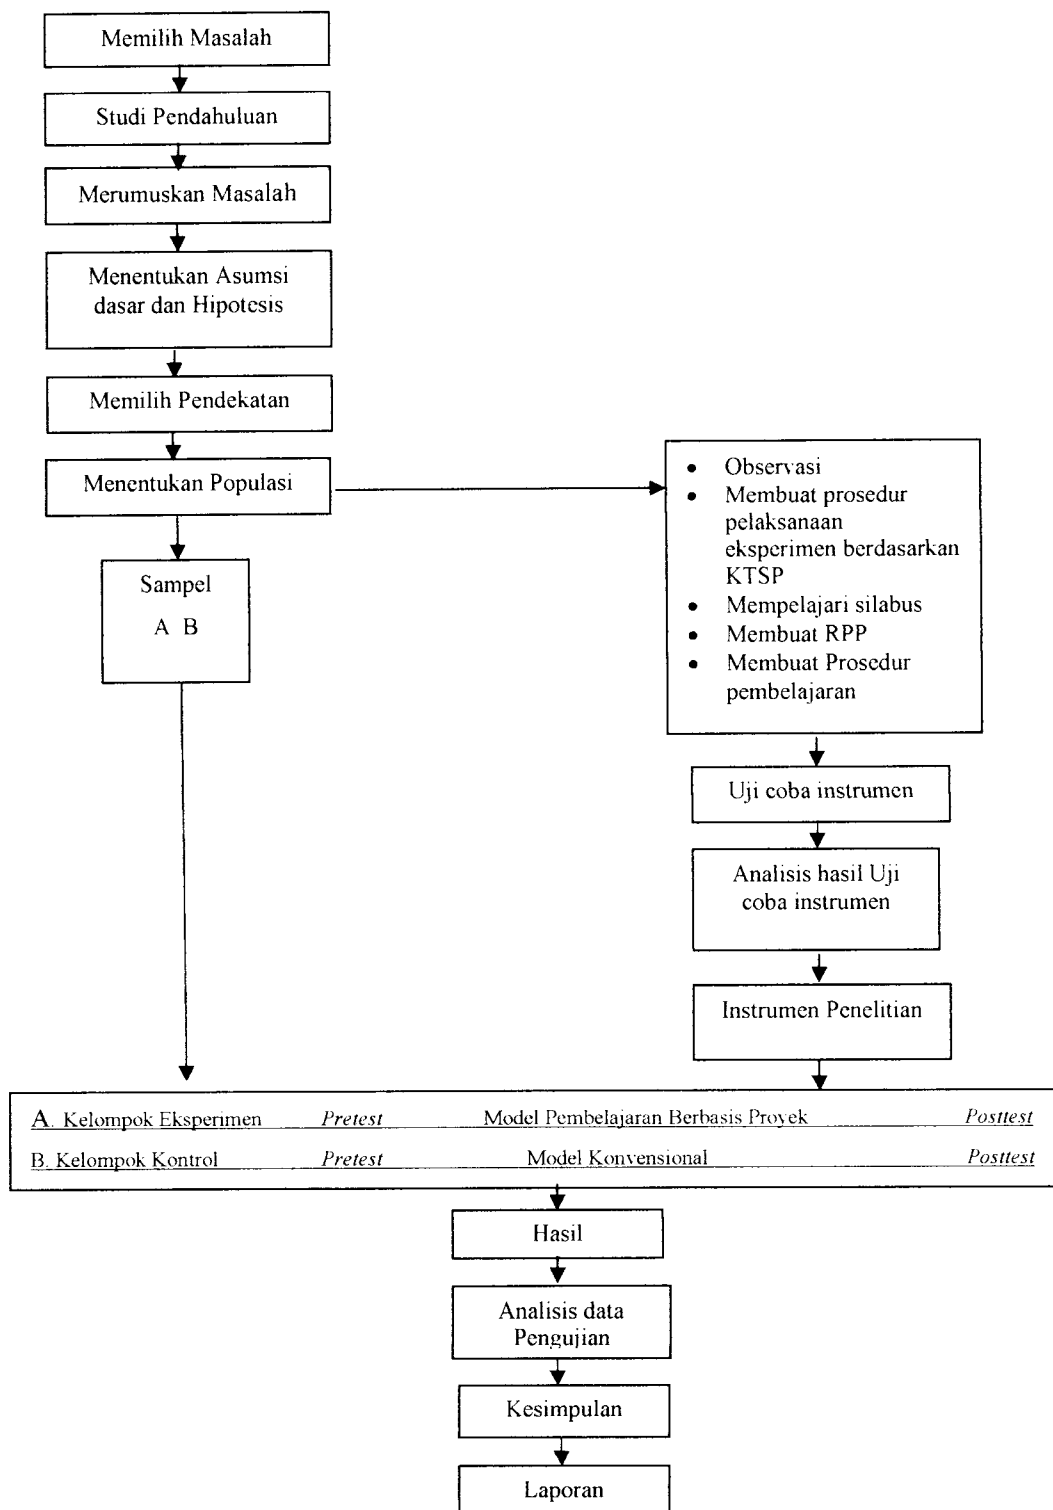 Memilih Masalah
Studi Pendahuluan
Merumuskan Masalah
Menentukan Asumsi
dasar dan Hipotesis
Memilih Pendekatan
Menentukan Populasi
Sampel
A B
• Observasi
• Membuat prosedur
pelaksanaan
eksperimen berdasarkan
KTSP
• Mempelajari silabus
• Membuat RPP
• Membuat Prosedur
pembelajaran
Uji coba instrumen
Analisis hasil Uji
coba instrumen
Instrumen Penelitian
A. Kelompok Eksperimen Pretest Model Pembelajaran Berbasis Proyek Posttest
B. Kelompok Kontrol Pretest Model Konvensional Posttest
Hasil
Analisis data
Pengujian
Kesimpulan
Laporan